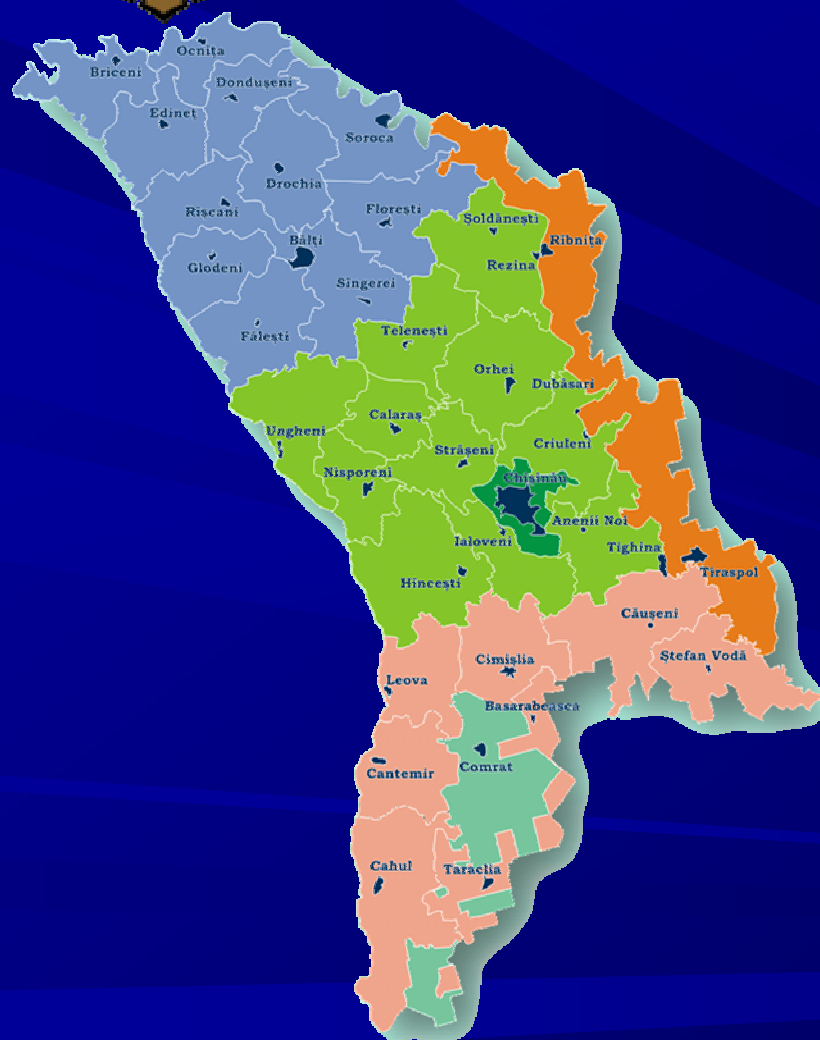 Ocnița
Briceni
Dondușeni
Edineț
Soroca
Drochia
Rîșcani
Florești
Șoldănești
Bălți
Rîbnița
Glodeni
Rezina
Sîngerei
Fălești
Telenești
Orhei
Dubăsari
Călăraș
Ungheni
Criuleni
Strășeni
Nisporeni
Chișinău
Anenii Noi
Ialoveni
Tighina
Tiraspol
Hîncești
Căușeni
Ștefan Vodă
Cimișlia
Leova
Basarabeasca
Comrat
Cantemir
Cahul
Taraclia